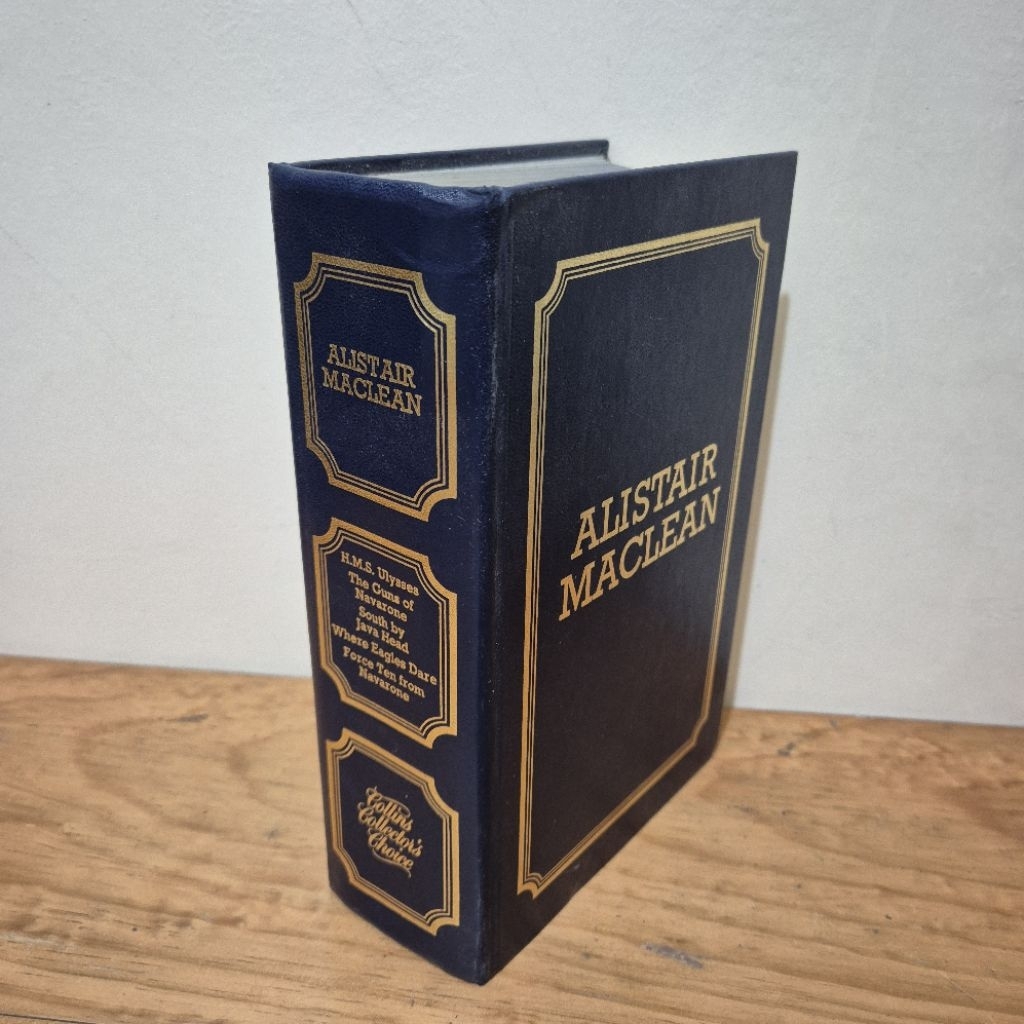 ALISTAIR
MACLEAN
H.M.S. Ulysses
The Guns of
Navarone
South by
Java Head
Where Eagles Dare
Force Ten from
Navarone
Collins
Collector's
Choice
ALISTAIR
MACLEAN